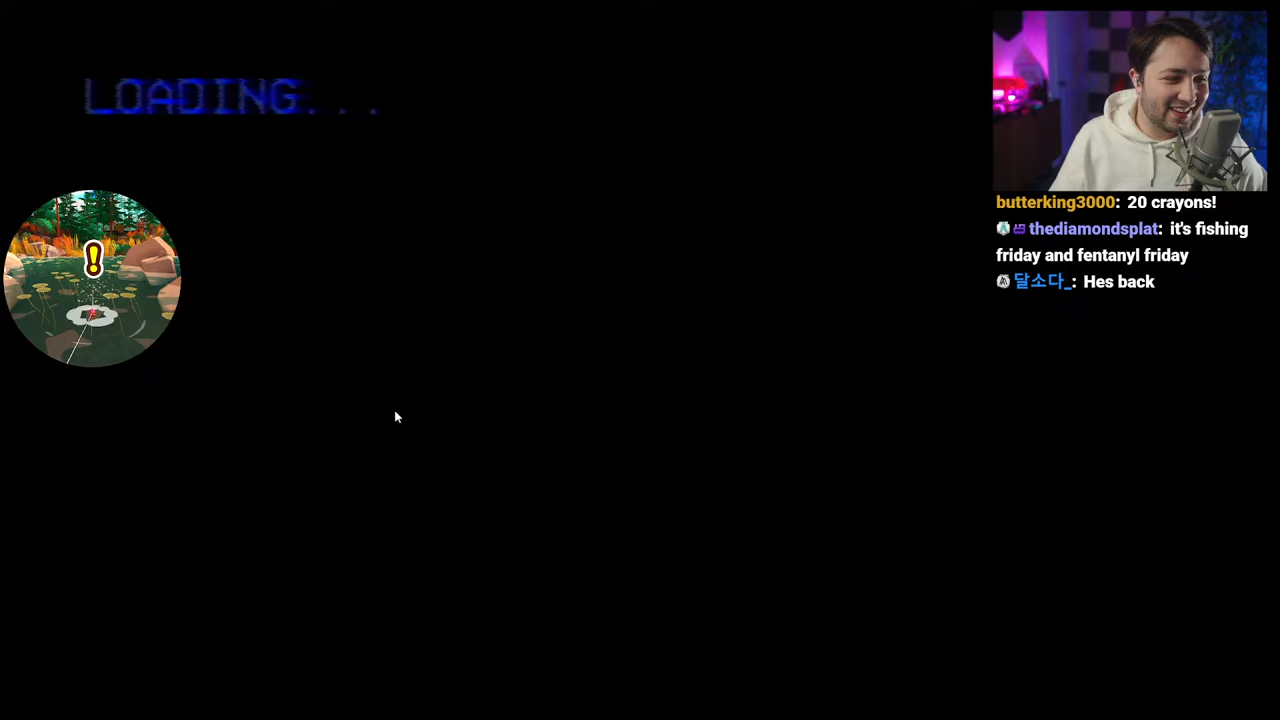 LOADING...
butterking3000: 20 crayons!
thediamondsplat: it's fishing
friday and fentanyl friday
달소다_: Hes back